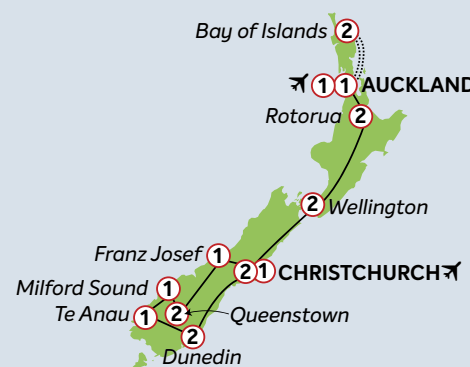 Bay of Islands 2
1 1 AUCKLAND
Rotorua 2
2 Wellington
Franz Josef 1
2 1 CHRISTCHURCH
Milford Sound 1
Te Anau 1 2 Queenstown
2
Dunedin